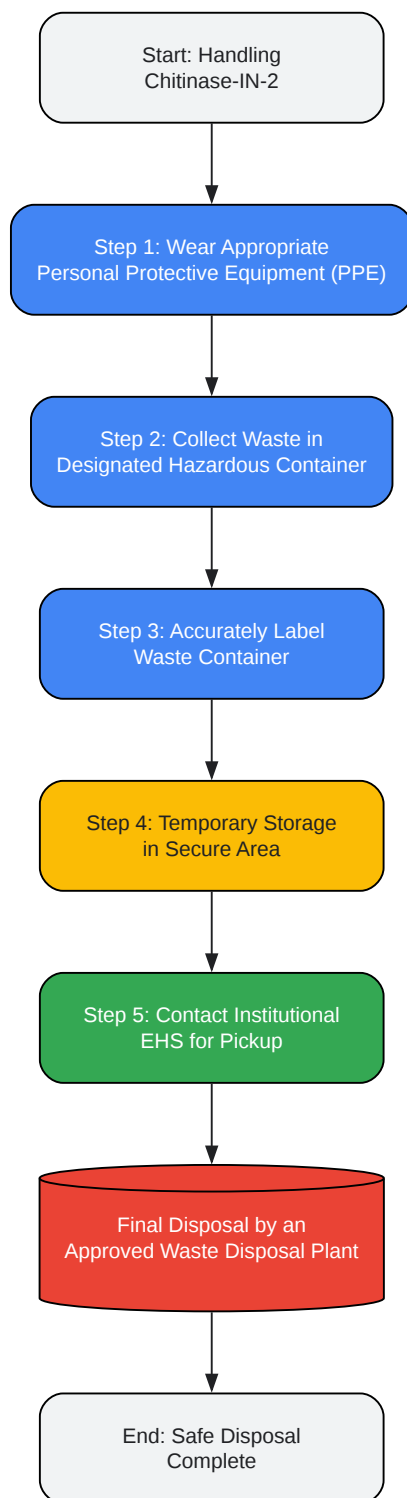 Start: Handling
Chitinase-IN-2
Step 1: Wear Appropriate
Personal Protective Equipment (PPE)
Step 2: Collect Waste in
Designated Hazardous Container
Step 3: Accurately Label
Waste Container
Step 4: Temporary Storage
in Secure Area
Step 5: Contact Institutional
EHS for Pickup
Final Disposal by an
Approved Waste Disposal Plant
End: Safe Disposal
Complete